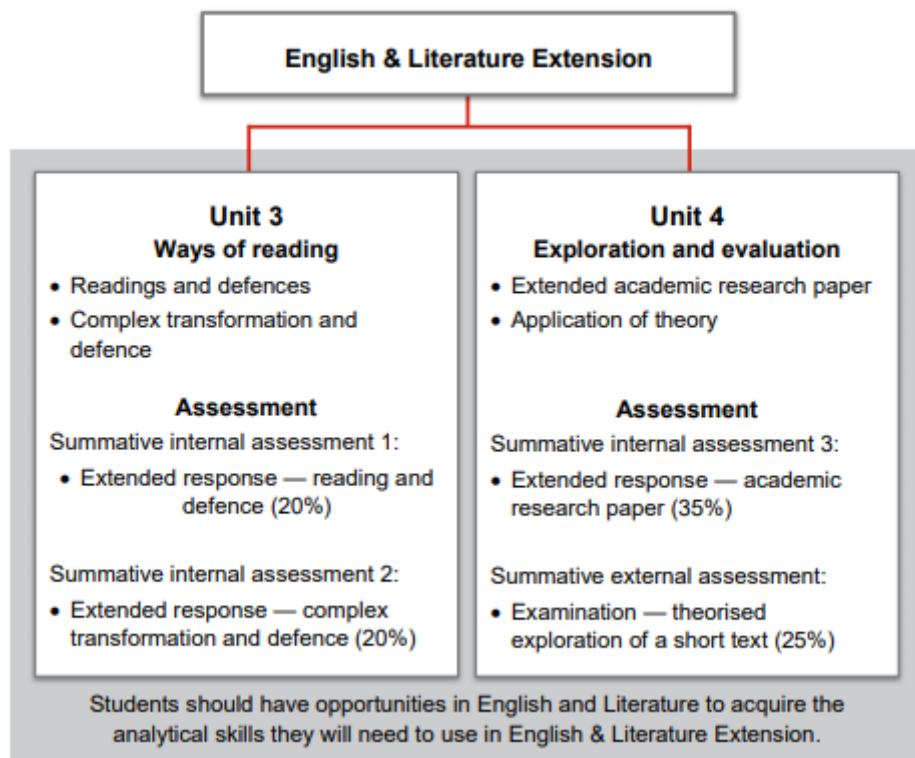 English & Literature Extension
Unit 3
Ways of reading
• Readings and defences
• Complex transformation and
defence
Assessment
Summative internal assessment 1:
• Extended response — reading and
defence (20%)
Summative internal assessment 2:
• Extended response — complex
transformation and defence (20%)
Unit 4
Exploration and evaluation
• Extended academic research paper
• Application of theory
Assessment
Summative internal assessment 3:
• Extended response — academic
research paper (35%)
Summative external assessment:
• Examination — theorised
exploration of a short text (25%)
Students should have opportunities in English and Literature to acquire the
analytical skills they will need to use in English & Literature Extension.